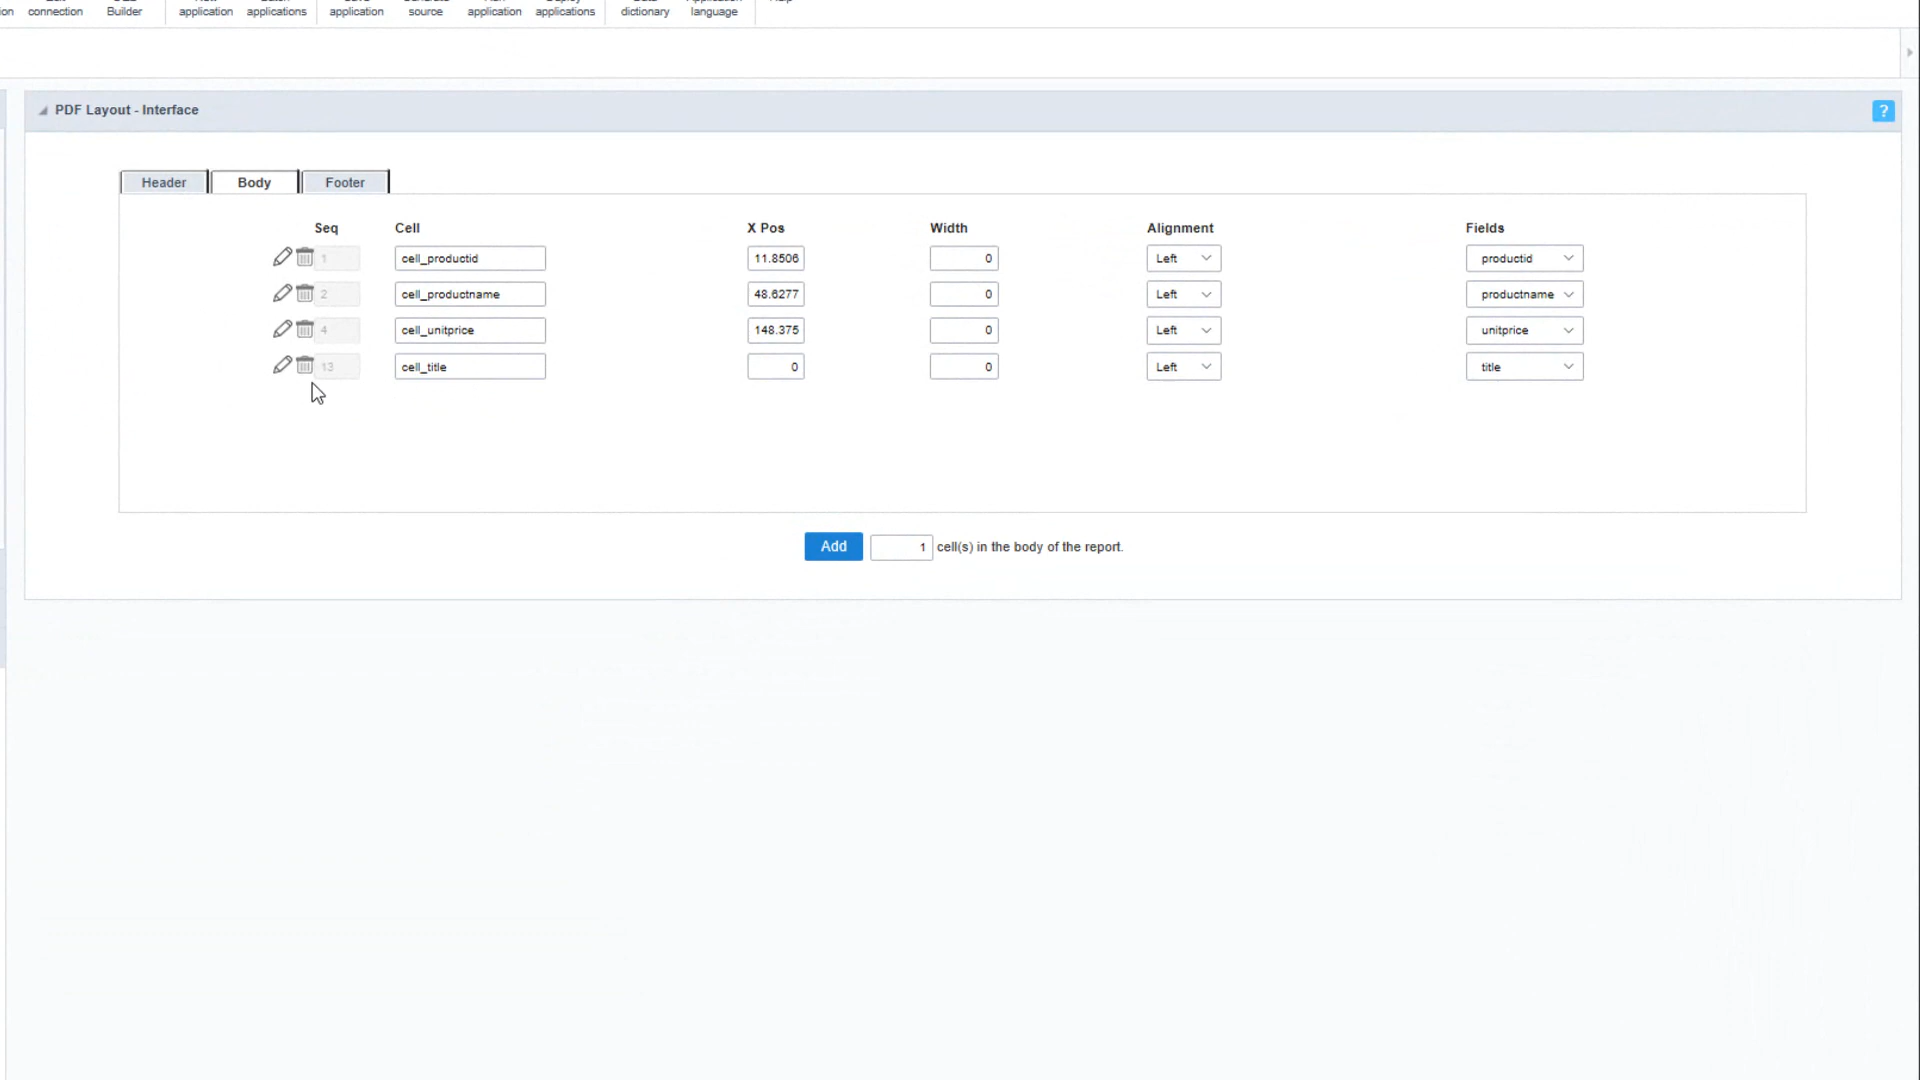 connection Builder application applications application source application applications dictionary language
PDF Layout - Interface ?
Header Body Footer
Seq Cell X Pos Width Alignment Fields
1 cell_productid 11.8506 0 Left productid
2 cell_productname 48.6277 0 Left productname
4 cell_unitprice 148.375 0 Left unitprice
13 cell_title 0 0 Left title
Add 1 cell(s) in the body of the report.